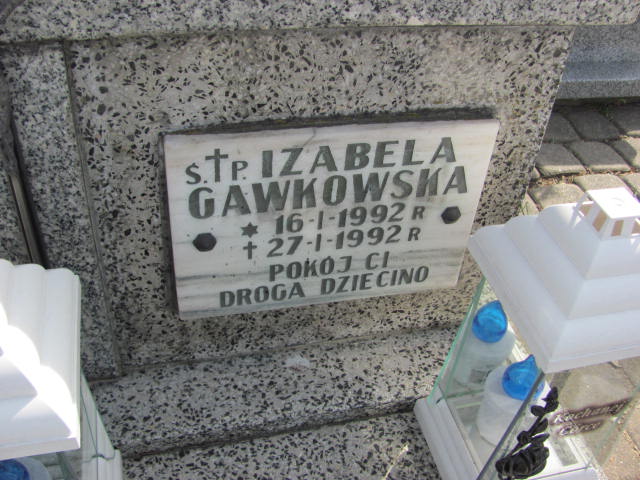 Ś.†P. IZABELA
GAWKOWSKA
* 16-I-1992 R
† 27-I-1992 R
POKÓJ CI
DROGA DZIECINO